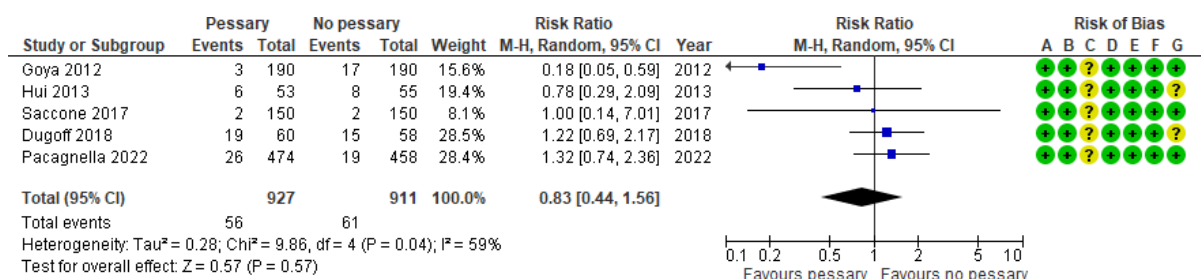 Pessary No pessary Risk Ratio Risk Ratio Risk of Bias
Study or Subgroup Events Total Events Total Weight M-H, Random, 95% CI Year M-H, Random, 95% CI A B C D E F G
Goya 2012 3 190 17 190 15.6% 0.18 [0.05, 0.59] 2012 + + ? + + + +
Hui 2013 6 53 8 55 19.4% 0.78 [0.29, 2.09] 2013 + + ? + + + ?
Saccone 2017 2 150 2 150 8.1% 1.00 [0.14, 7.01] 2017 + + ? + + + +
Dugoff 2018 19 60 15 58 28.5% 1.22 [0.69, 2.17] 2018 + + ? + + + ?
Pacagnella 2022 26 474 19 458 28.4% 1.32 [0.74, 2.36] 2022 + + ? + + + +
Total (95% CI) 927 911 100.0% 0.83 [0.44, 1.56]
Total events 56 61
Heterogeneity: Tau² = 0.28; Chi² = 9.86, df = 4 (P = 0.04); I² = 59%
Test for overall effect: Z = 0.57 (P = 0.57)
0.1 0.2 0.5 1 2 5 10
Favours pessary Favours no pessary